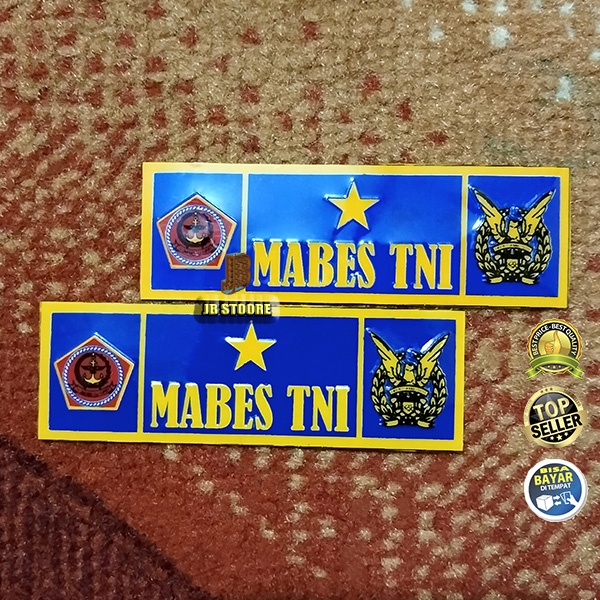 MABES TNI
JB STOORE
MABES TNI
BEST PRICE • BEST QUALITY
TOP
SELLER
BISA
BAYAR
DI TEMPAT